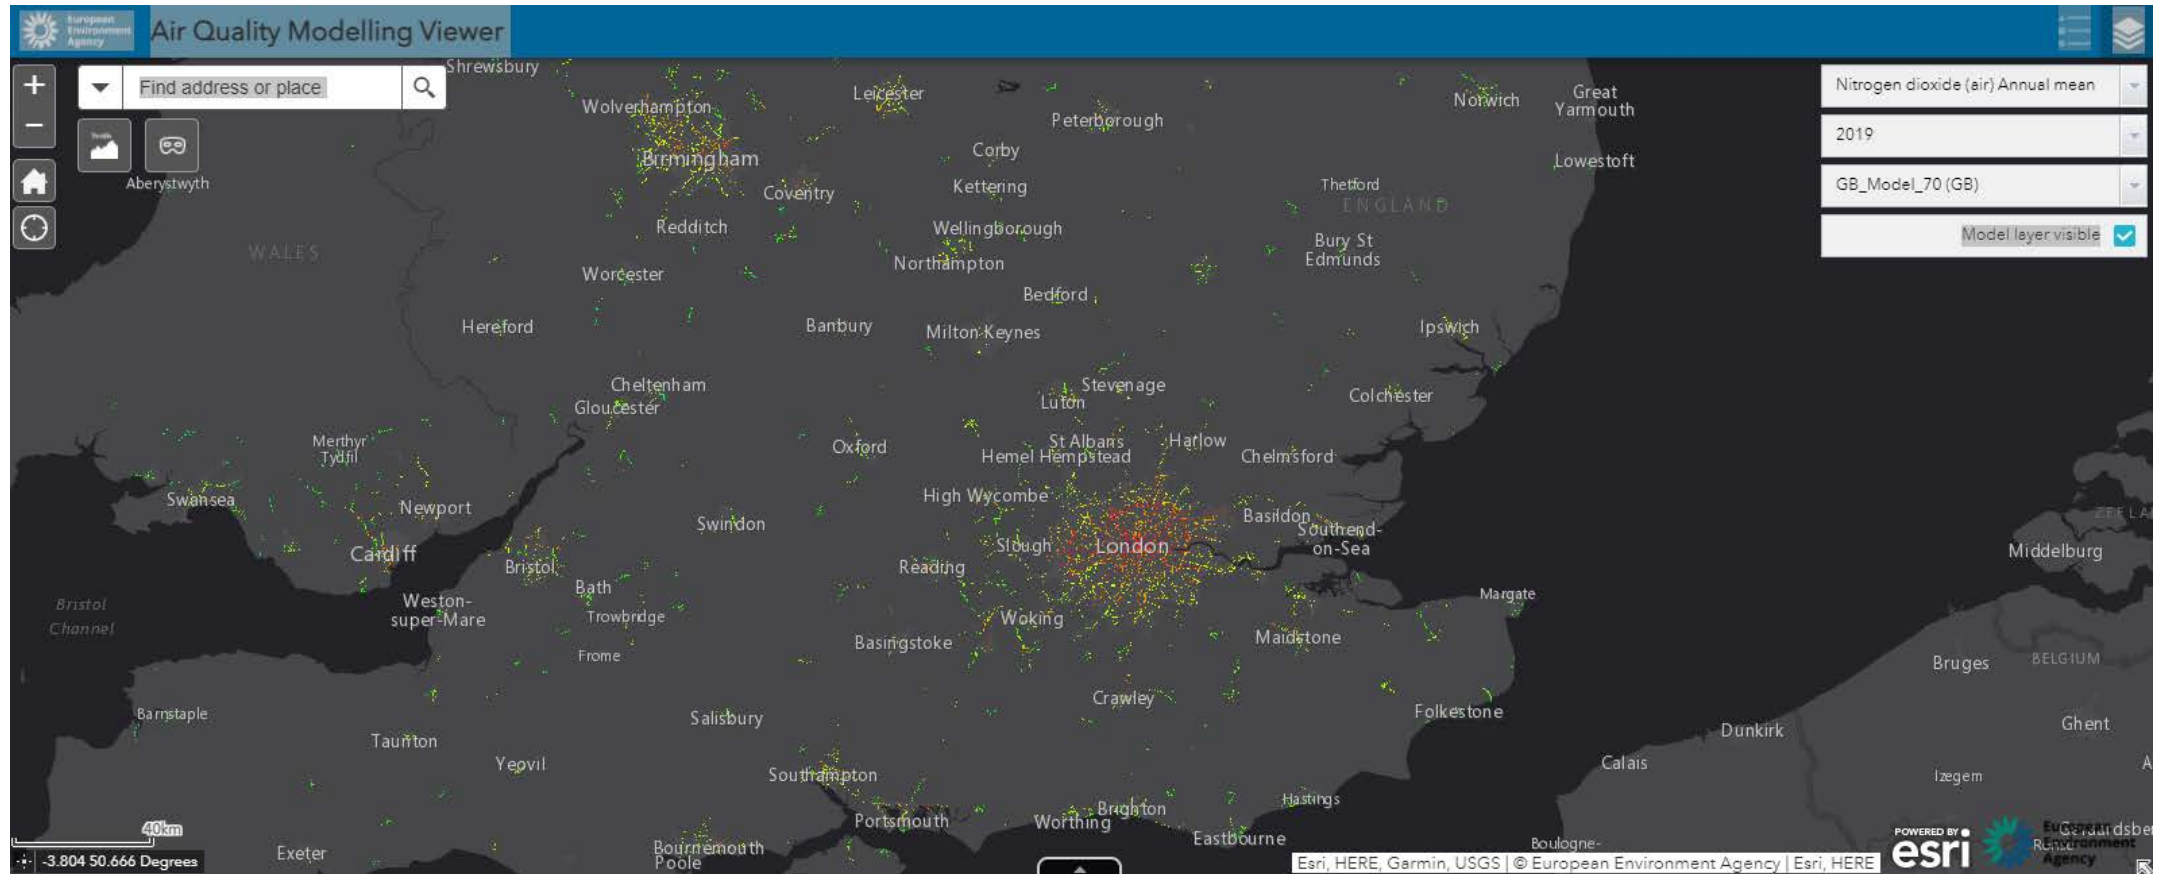 European
Environment
Agency
Air Quality Modelling Viewer
+
−
Find address or place
Nitrogen dioxide (air) Annual mean
2019
GB_Model_70 (GB)
Model layer visible
Shrewsbury
Wolverhampton
Leicester
Peterborough
Norwich
Great
Yarmouth
Birmingham
Corby
Lowestoft
Aberystwyth
Coventry
Kettering
Thetford
ENGLAND
Redditch
Wellingborough
Bury St
Edmunds
WALES
Northampton
Worcester
Bedford
Hereford
Banbury
Milton Keynes
Ipswich
Cheltenham
Stevenage
Luton
Colchester
Gloucester
Merthyr
Tydfil
Oxford
St Albans
Harlow
Hemel Hempstead
Chelmsford
Swansea
Newport
High Wycombe
Basildon
Swindon
Southend-
on-Sea
Cardiff
Bristol
Slough
London
Middelburg
Reading
Bath
Bristol
Channel
Weston-
super-Mare
Trowbridge
Woking
Margate
Maidstone
Basingstoke
Frome
Bruges
BELGIUM
Crawley
Barnstaple
Salisbury
Folkestone
Ghent
Dunkirk
Taunton
Yeovil
Southampton
Calais
Izegem
Hastings
Brighton
Portsmouth
Worthing
Eastbourne
Bournemouth
Poole
Exeter
Boulogne-
40km
-3.804 50.666 Degrees
Esri, HERE, Garmin, USGS | © European Environment Agency | Esri, HERE
POWERED BY
esri
European
Environment
Agency